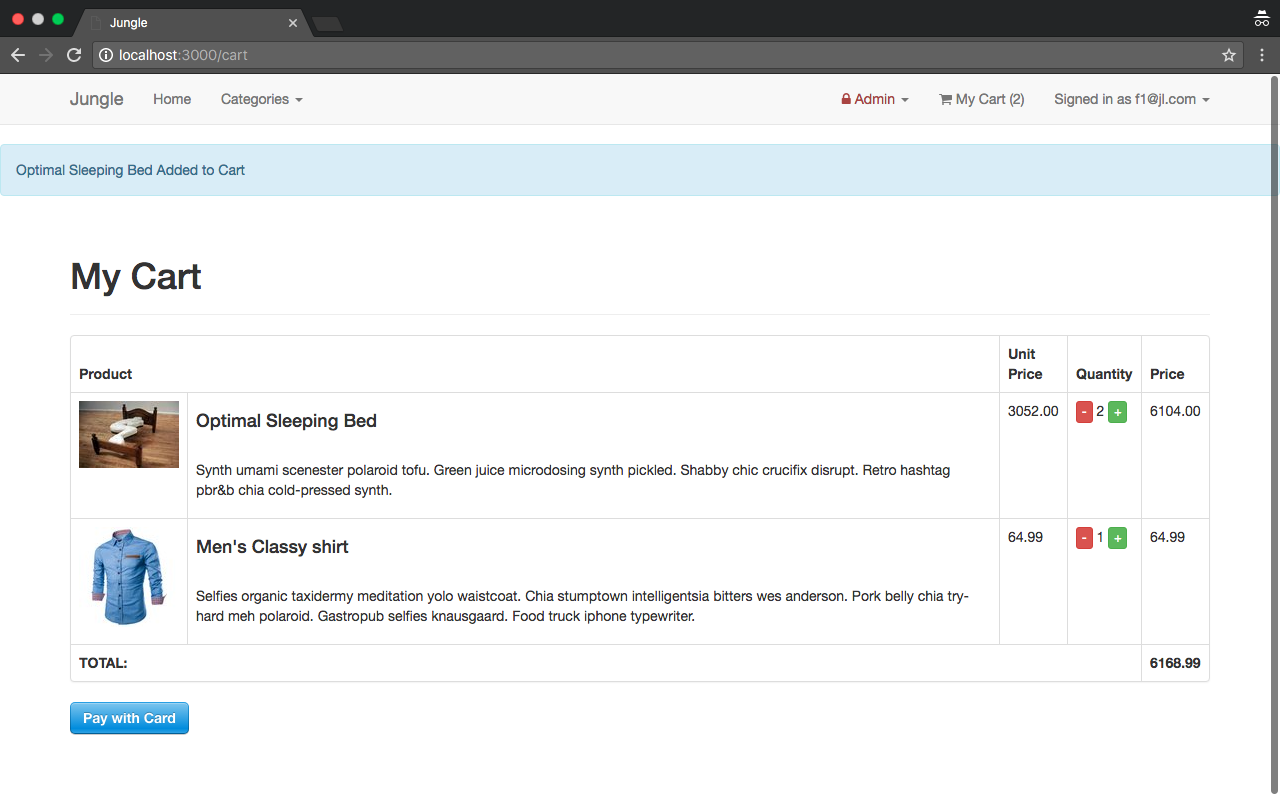 Jungle
localhost:3000/cart
Jungle Home Categories Admin My Cart (2) Signed in as f1@jl.com
Optimal Sleeping Bed Added to Cart
My Cart
Product Unit Price Quantity Price
Optimal Sleeping Bed 3052.00 - 2 + 6104.00
Synth umami scenester polaroid tofu. Green juice microdosing synth pickled. Shabby chic crucifix disrupt. Retro hashtag
pbr&b chia cold-pressed synth.
Men's Classy shirt 64.99 - 1 + 64.99
Selfies organic taxidermy meditation yolo waistcoat. Chia stumptown intelligentsia bitters wes anderson. Pork belly chia try-
hard meh polaroid. Gastropub selfies knausgaard. Food truck iphone typewriter.
TOTAL: 6168.99
Pay with Card